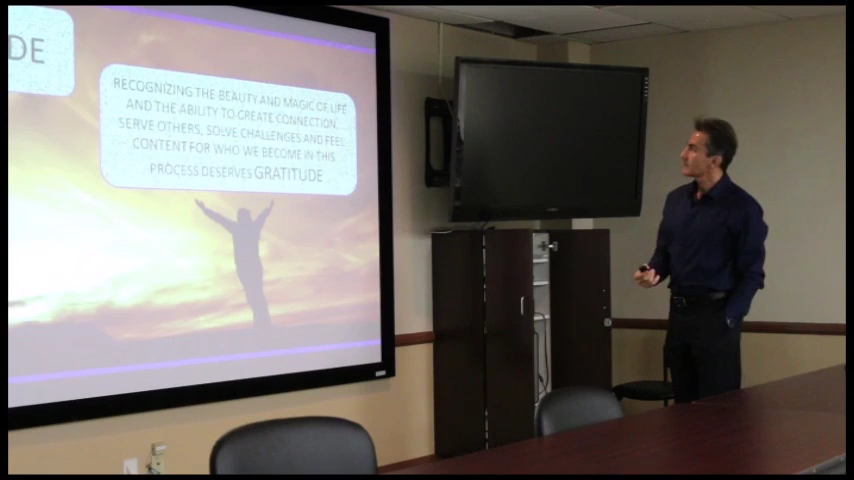 DE
RECOGNIZING THE BEAUTY AND MAGIC OF LIFE
AND THE ABILITY TO CREATE CONNECTION,
SERVE OTHERS, SOLVE CHALLENGES AND FEEL
CONTENT FOR WHO WE BECOME IN THIS
PROCESS DESERVES GRATITUDE